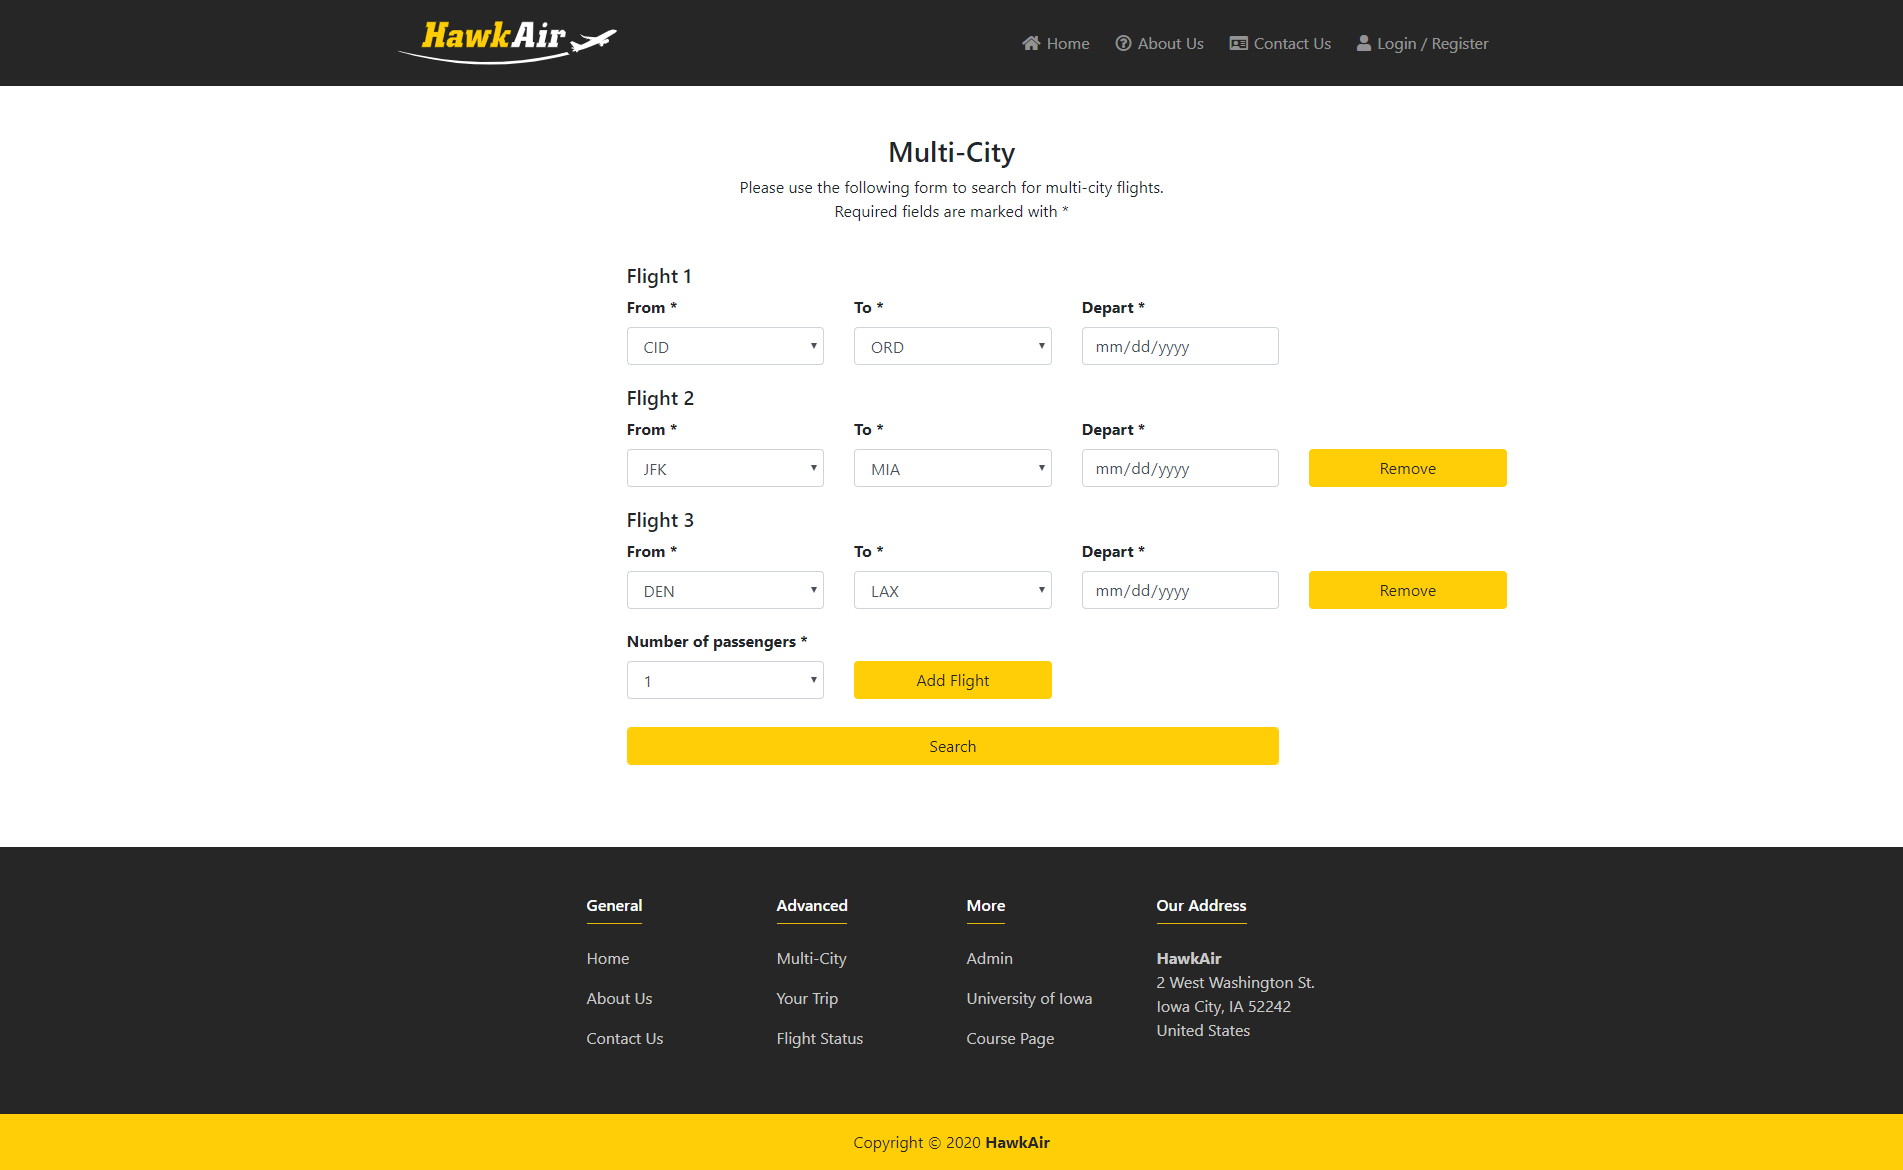 HawkAir
Home About Us Contact Us Login / Register
Multi-City
Please use the following form to search for multi-city flights.
Required fields are marked with *
Flight 1
From * To * Depart *
CID ORD mm/dd/yyyy
Flight 2
From * To * Depart *
JFK MIA mm/dd/yyyy Remove
Flight 3
From * To * Depart *
DEN LAX mm/dd/yyyy Remove
Number of passengers *
1 Add Flight
Search
General Advanced More Our Address
Home Multi-City Admin HawkAir
2 West Washington St.
About Us Your Trip University of Iowa Iowa City, IA 52242
United States
Contact Us Flight Status Course Page
Copyright © 2020 HawkAir